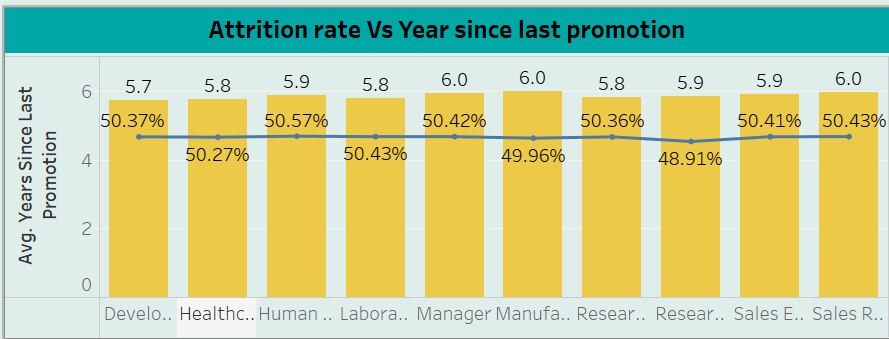 Attrition rate Vs Year since last promotion
Avg. Years Since Last
Promotion
6
4
2
0
5.7 5.8 5.9 5.8 6.0 6.0 5.8 5.9 5.9 6.0
50.37% 50.27% 50.57% 50.43% 50.42% 49.96% 50.36% 48.91% 50.41% 50.43%
Develo.. Healthc.. Human .. Labora.. Manager Manufa.. Resear.. Resear.. Sales E.. Sales R..